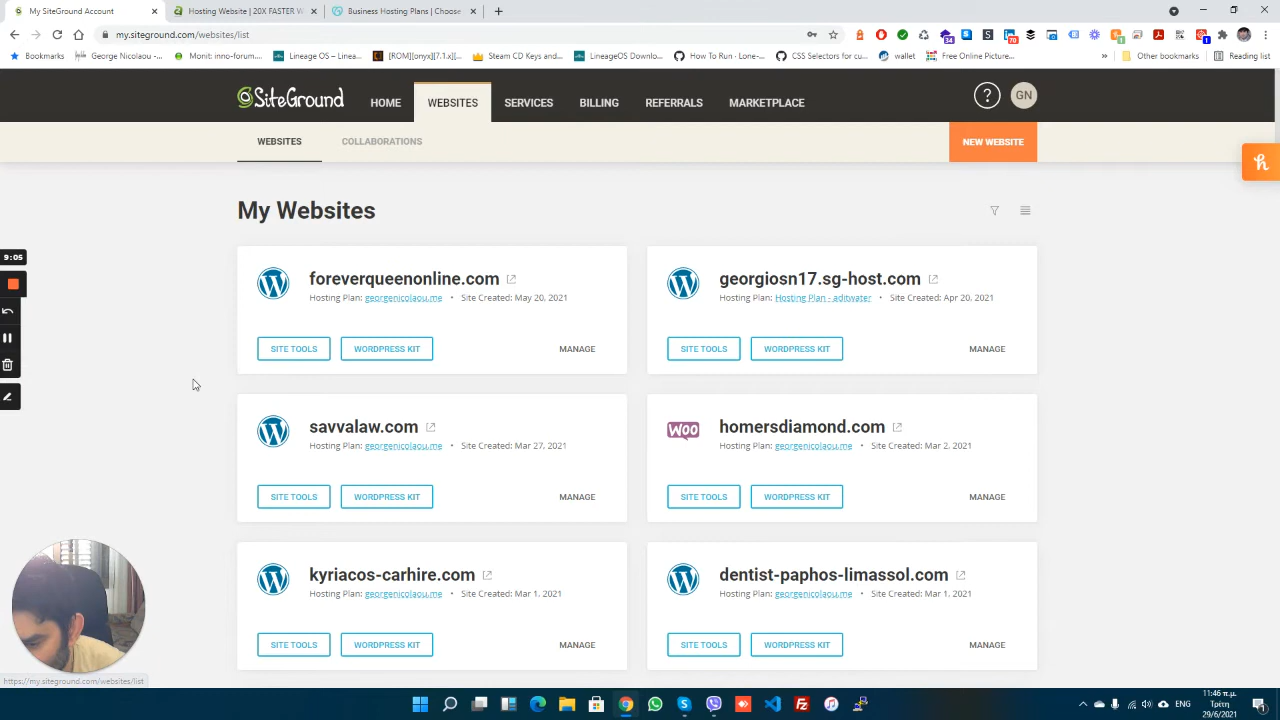 My SiteGround Account
Hosting Website | 20X FASTER W
Business Hosting Plans | Choose
my.siteground.com/websites/list
Bookmarks
George Nicolaou -...
Monit: inno-forum....
Lineage OS – Linea...
[ROM][onyx][7.1.x][...
Steam CD Keys and...
LineageOS Downlo...
How To Run · Lone-...
CSS Selectors for cu...
wallet
Free Online Picture...
Other bookmarks
Reading list
SiteGround
HOME
WEBSITES
SERVICES
BILLING
REFERRALS
MARKETPLACE
?
GN
WEBSITES
COLLABORATIONS
NEW WEBSITE
My Websites
9:05
foreverqueenonline.com
Hosting Plan: georgenicolaou.me • Site Created: May 20, 2021
SITE TOOLS
WORDPRESS KIT
MANAGE
georgiosn17.sg-host.com
Hosting Plan: Hosting Plan - aditwater • Site Created: Apr 20, 2021
SITE TOOLS
WORDPRESS KIT
MANAGE
savvalaw.com
Hosting Plan: georgenicolaou.me • Site Created: Mar 27, 2021
SITE TOOLS
WORDPRESS KIT
MANAGE
WOO
homersdiamond.com
Hosting Plan: georgenicolaou.me • Site Created: Mar 2, 2021
SITE TOOLS
WORDPRESS KIT
MANAGE
kyriacos-carhire.com
Hosting Plan: georgenicolaou.me • Site Created: Mar 1, 2021
SITE TOOLS
WORDPRESS KIT
MANAGE
dentist-paphos-limassol.com
Hosting Plan: georgenicolaou.me • Site Created: Mar 1, 2021
SITE TOOLS
WORDPRESS KIT
MANAGE
https://my.siteground.com/websites/list
ENG
11:46 π.μ.
Τρίτη
29/6/2021